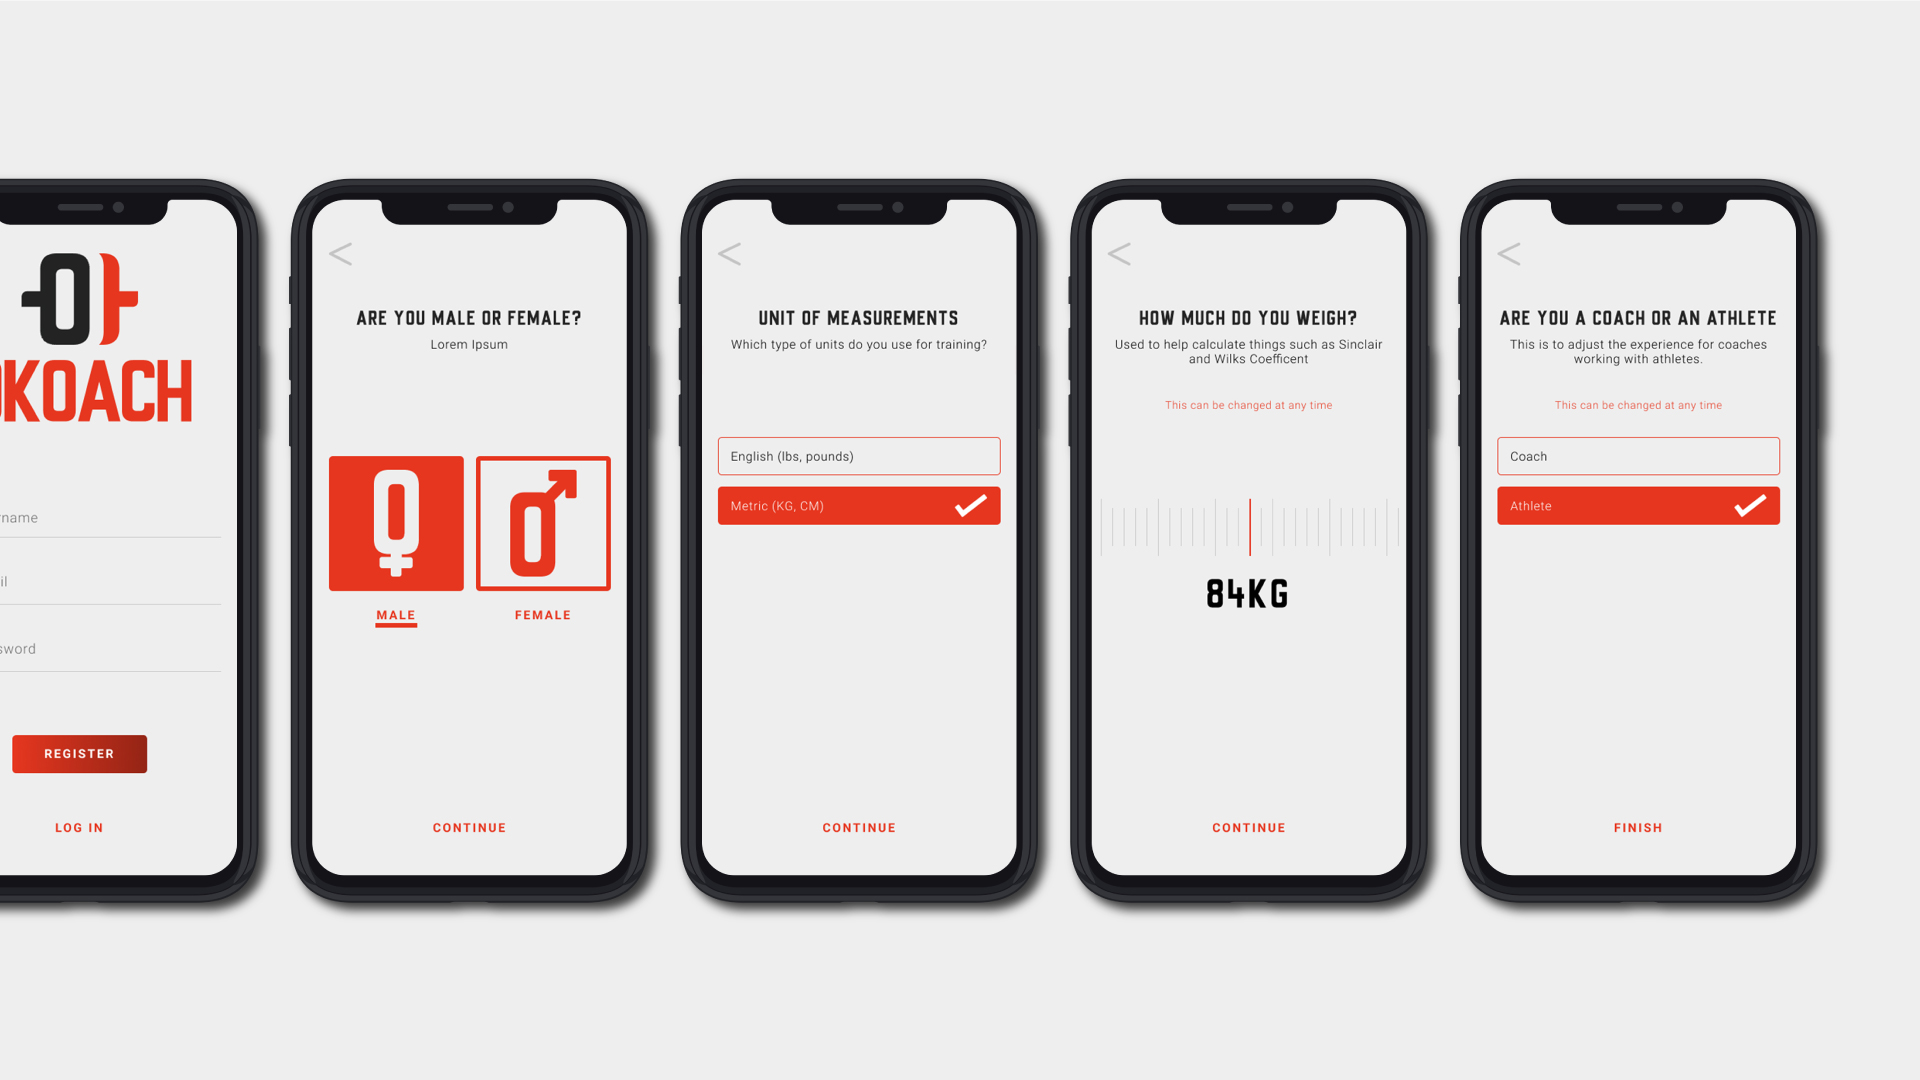 KOACH
REGISTER
LOG IN
ARE YOU MALE OR FEMALE?
Lorem Ipsum
MALE
FEMALE
CONTINUE
UNIT OF MEASUREMENTS
Which type of units do you use for training?
English (lbs, pounds)
Metric (KG, CM)
CONTINUE
HOW MUCH DO YOU WEIGH?
Used to help calculate things such as Sinclair
and Wilks Coefficent
This can be changed at any time
84KG
CONTINUE
ARE YOU A COACH OR AN ATHLETE
This is to adjust the experience for coaches
working with athletes.
This can be changed at any time
Coach
Athlete
FINISH